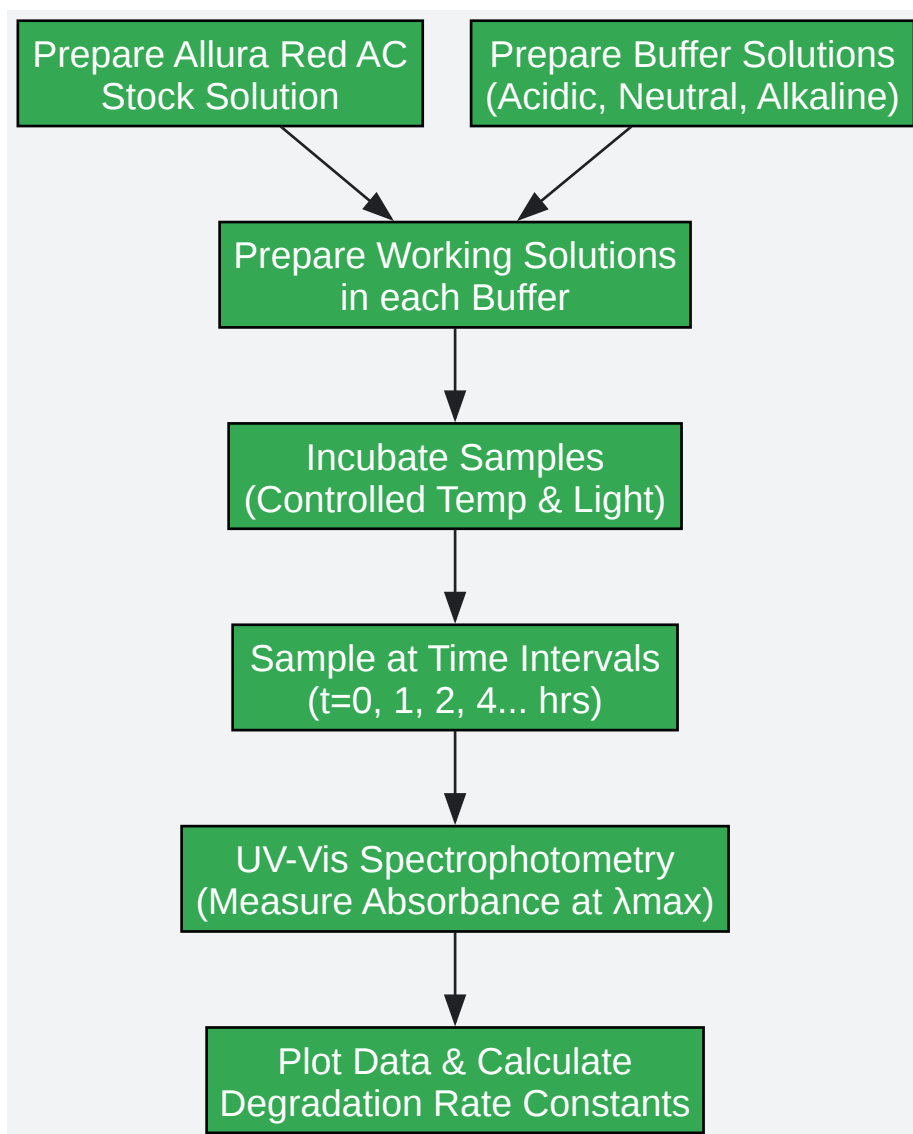 Prepare Allura Red AC
Stock Solution
Prepare Buffer Solutions
(Acidic, Neutral, Alkaline)
Prepare Working Solutions
in each Buffer
Incubate Samples
(Controlled Temp & Light)
Sample at Time Intervals
(t=0, 1, 2, 4... hrs)
UV-Vis Spectrophotometry
(Measure Absorbance at λmax)
Plot Data & Calculate
Degradation Rate Constants